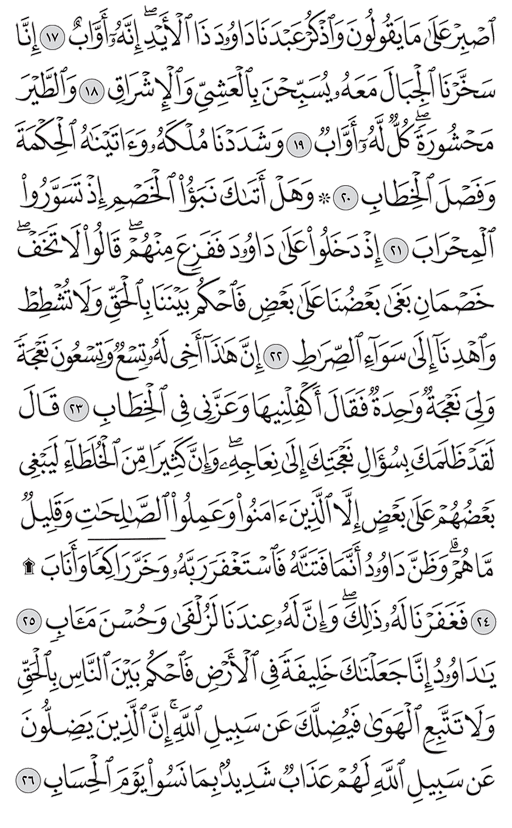 ٱصۡبِرۡ عَلَىٰ مَا يَقُولُونَ وَٱذۡكُرۡ عَبۡدَنَا دَاوُۥدَ ذَا ٱلۡأَيۡدِۖ إِنَّهُۥٓ أَوَّابٌ ١٧ إِنَّا
سَخَّرۡنَا ٱلۡجِبَالَ مَعَهُۥ يُسَبِّحۡنَ بِٱلۡعَشِيِّ وَٱلۡإِشۡرَاقِ ١٨ وَٱلطَّيۡرَ
مَحۡشُورَةٗۖ كُلّٞ لَّهُۥٓ أَوَّابٞ ١٩ وَشَدَدۡنَا مُلۡكَهُۥ وَءَاتَيۡنَٰهُ ٱلۡحِكۡمَةَ
وَفَصۡلَ ٱلۡخِطَابِ ٢٠ ۞ وَهَلۡ أَتَىٰكَ نَبَؤُاْ ٱلۡخَصۡمِ إِذۡ تَسَوَّرُواْ
ٱلۡمِحۡرَابَ ٢١ إِذۡ دَخَلُواْ عَلَىٰ دَاوُۥدَ فَفَزِعَ مِنۡهُمۡۖ قَالُواْ لَا تَخَفۡۖ
خَصۡمَانِ بَغَىٰ بَعۡضُنَا عَلَىٰ بَعۡضٖ فَٱحۡكُم بَيۡنَنَا بِٱلۡحَقِّ وَلَا تُشۡطِطۡ
وَٱهۡدِنَآ إِلَىٰ سَوَآءِ ٱلصِّرَٰطِ ٢٢ إِنَّ هَٰذَآ أَخِي لَهُۥ تِسۡعٞ وَتِسۡعُونَ نَعۡجَةٗ
وَلِيَ نَعۡجَةٞ وَٰحِدَةٞ فَقَالَ أَكۡفِلۡنِيهَا وَعَزَّنِي فِي ٱلۡخِطَابِ ٢٣ قَالَ
لَقَدۡ ظَلَمَكَ بِسُؤَالِ نَعۡجَتِكَ إِلَىٰ نِعَاجِهِۦۖ وَإِنَّ كَثِيرٗا مِّنَ ٱلۡخُلَطَآءِ لَيَبۡغِي
بَعۡضُهُمۡ عَلَىٰ بَعۡضٍ إِلَّا ٱلَّذِينَ ءَامَنُواْ وَعَمِلُواْ ٱلصَّٰلِحَٰتِ وَقَلِيلٞ
مَّا هُمۡۗ وَظَنَّ دَاوُۥدُ أَنَّمَا فَتَنَّٰهُ فَٱسۡتَغۡفَرَ رَبَّهُۥ وَخَرَّۤ رَاكِعٗاۤ وَأَنَابَ ۩
٢٤ فَغَفَرۡنَا لَهُۥ ذَٰلِكَۖ وَإِنَّ لَهُۥ عِندَنَا لَزُلۡفَىٰ وَحُسۡنَ مَـَٔابٖ ٢٥
يَٰدَاوُۥدُ إِنَّا جَعَلۡنَٰكَ خَلِيفَةٗ فِي ٱلۡأَرۡضِ فَٱحۡكُم بَيۡنَ ٱلنَّاسِ بِٱلۡحَقِّ
وَلَا تَتَّبِعِ ٱلۡهَوَىٰ فَيُضِلَّكَ عَن سَبِيلِ ٱللَّهِۚ إِنَّ ٱلَّذِينَ يَضِلُّونَ
عَن سَبِيلِ ٱللَّهِ لَهُمۡ عَذَابٞ شَدِيدُۢ بِمَا نَسُواْ يَوۡمَ ٱلۡحِسَابِ ٢٦